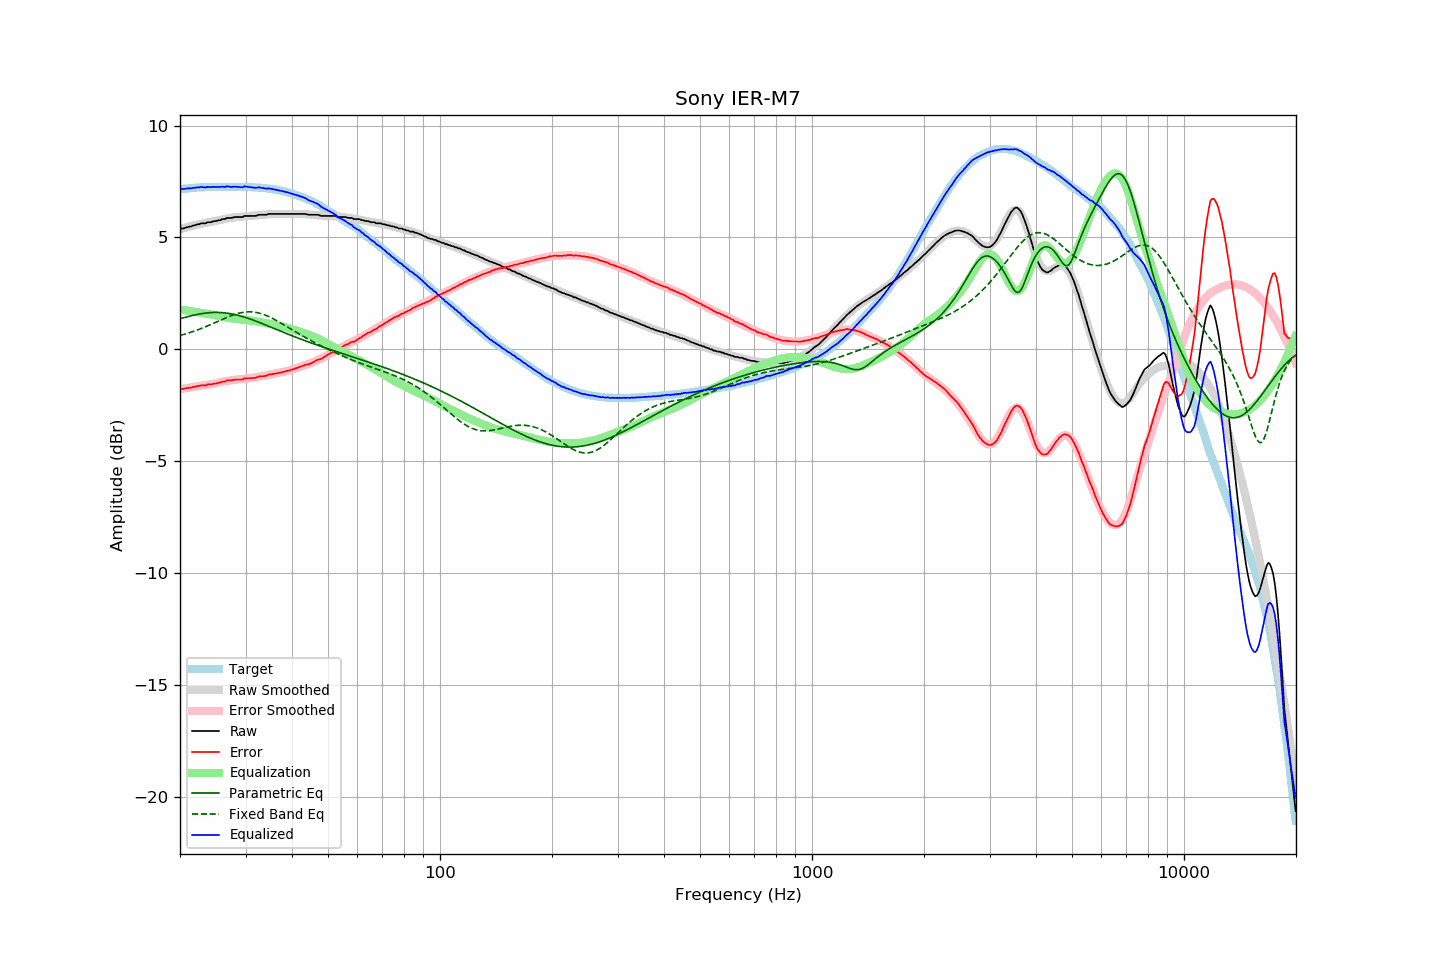 Sony IER-M7
10
5
0
−5
−10
−15
−20
Amplitude (dBr)
100
1000
10000
Frequency (Hz)
Target
Raw Smoothed
Error Smoothed
Raw
Error
Equalization
Parametric Eq
Fixed Band Eq
Equalized